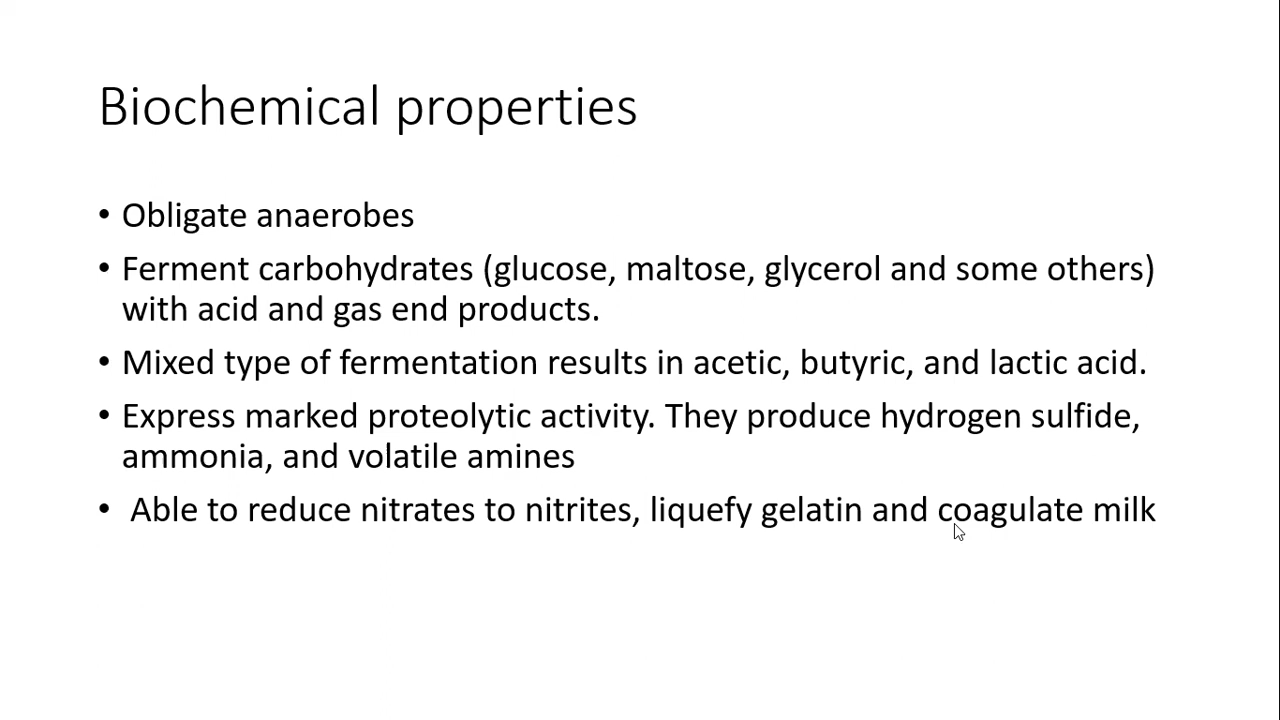 Biochemical properties
• Obligate anaerobes
• Ferment carbohydrates (glucose, maltose, glycerol and some others)
with acid and gas end products.
• Mixed type of fermentation results in acetic, butyric, and lactic acid.
• Express marked proteolytic activity. They produce hydrogen sulfide,
ammonia, and volatile amines
• Able to reduce nitrates to nitrites, liquefy gelatin and coagulate milk